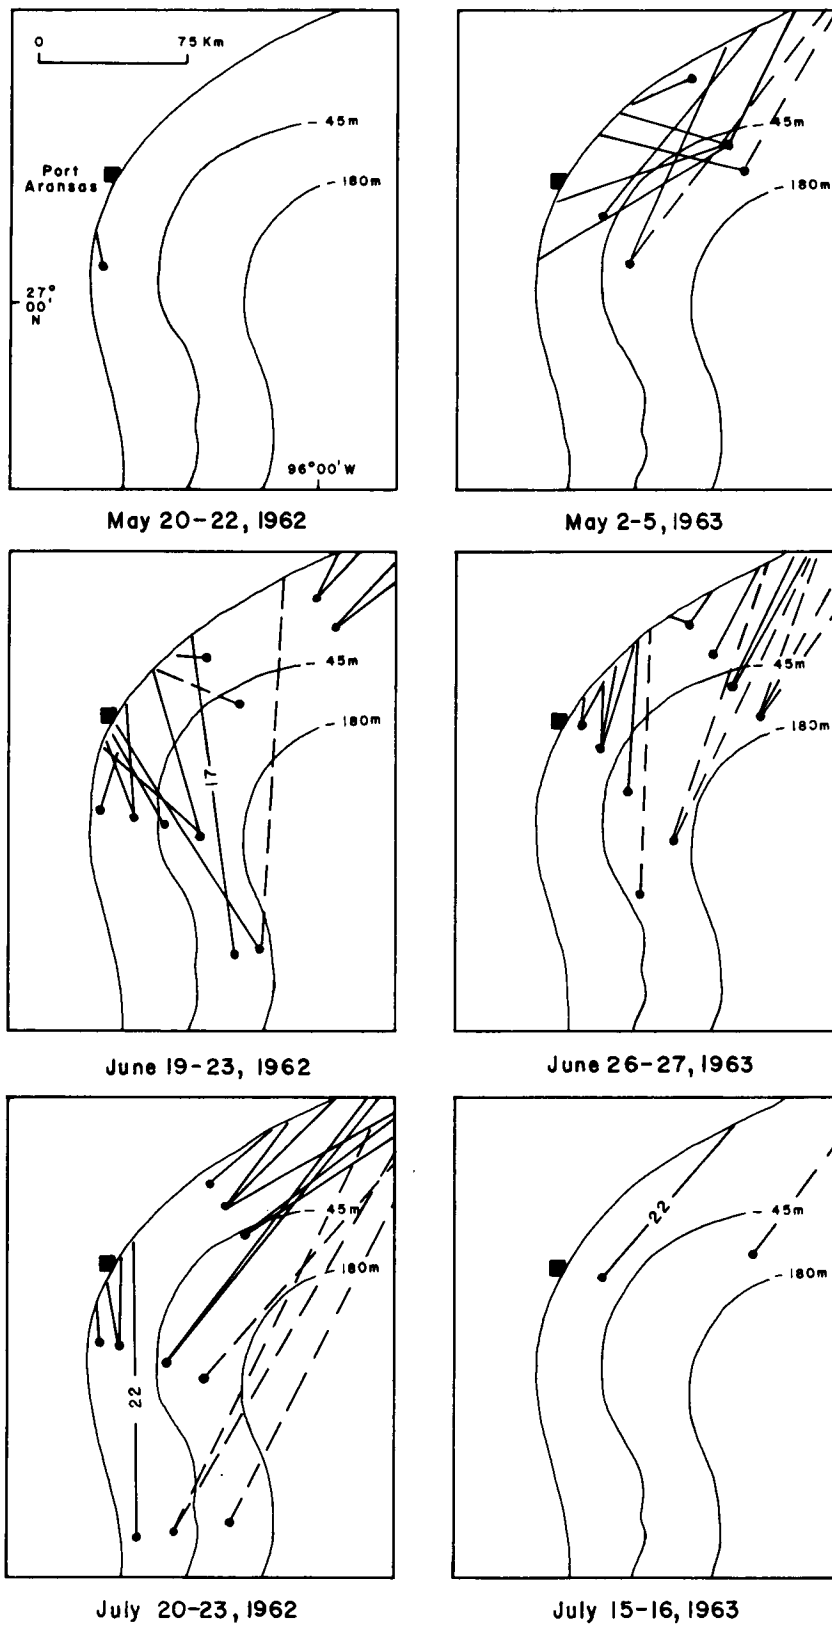 0 75 Km
- 45m
- 180m
Port
Aransas
27°
00'
N
96°00'W
May 20-22, 1962
- 45m
- 180m
May 2-5, 1963
- 45m
- 180m
17
June 19-23, 1962
- 45m
- 180m
June 26-27, 1963
- 45m
- 180m
22
July 20-23, 1962
22
- 45m
- 180m
July 15-16, 1963